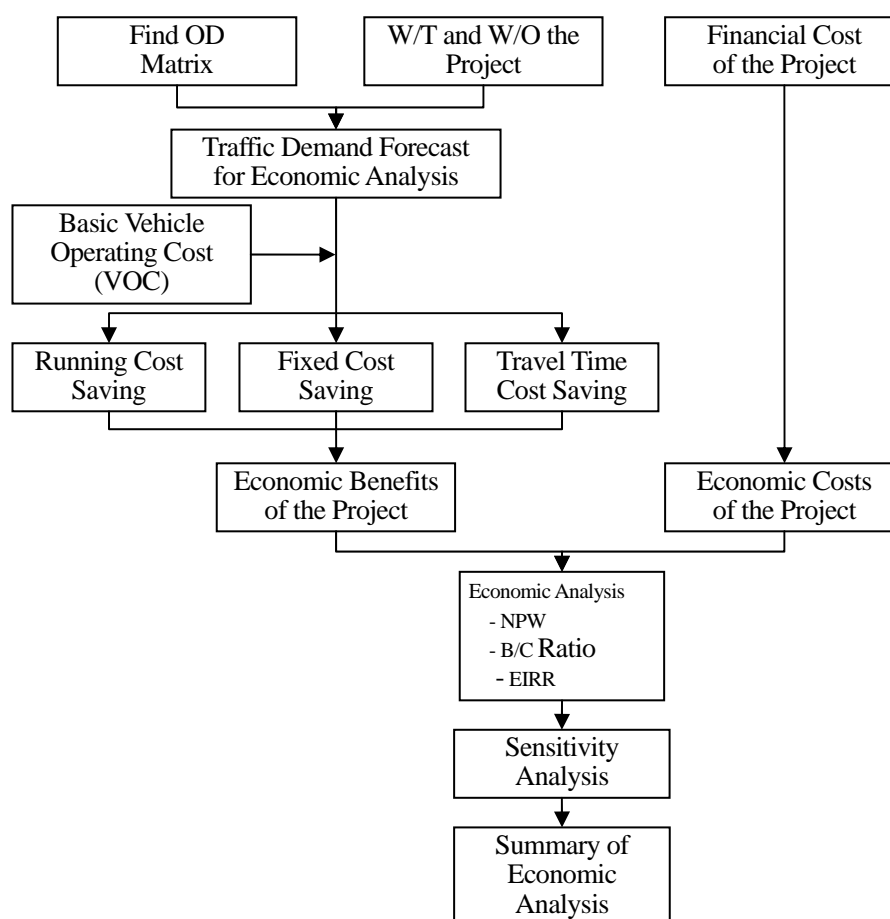 Find OD
Matrix
W/T and W/O the
Project
Financial Cost
of the Project
Traffic Demand Forecast
for Economic Analysis
Basic Vehicle
Operating Cost
(VOC)
Running Cost
Saving
Fixed Cost
Saving
Travel Time
Cost Saving
Economic Benefits
of the Project
Economic Costs
of the Project
Economic Analysis
- NPW
- B/C Ratio
- EIRR
Sensitivity
Analysis
Summary of
Economic
Analysis